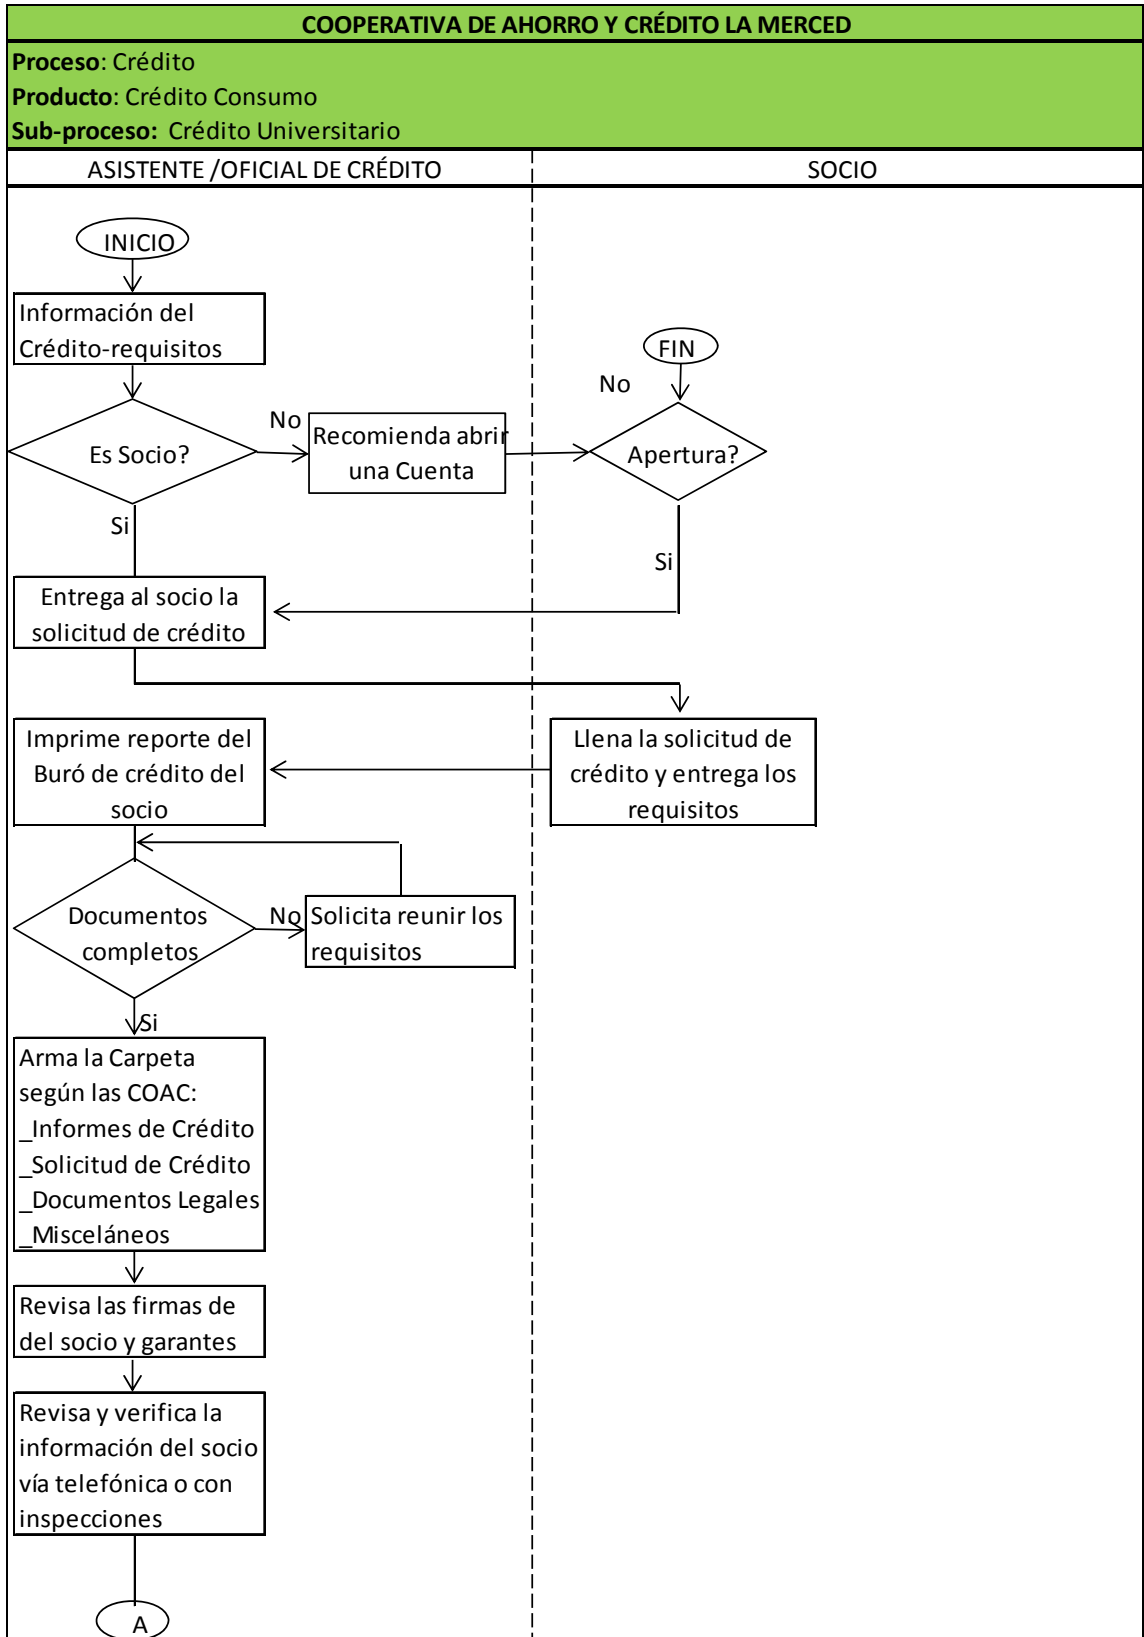 COOPERATIVA DE AHORRO Y CRÉDITO LA MERCED
Proceso: Crédito
Producto: Crédito Consumo
Sub-proceso: Crédito Universitario
ASISTENTE /OFICIAL DE CRÉDITO
SOCIO
INICIO
Información del
Crédito-requisitos
FIN
No
Es Socio?
No
Recomienda abrir
una Cuenta
Apertura?
Si
Si
Entrega al socio la
solicitud de crédito
Imprime reporte del
Buró de crédito del
socio
Llena la solicitud de
crédito y entrega los
requisitos
Documentos
completos
No
Solicita reunir los
requisitos
Si
Arma la Carpeta
según las COAC:
_Informes de Crédito
_Solicitud de Crédito
_Documentos Legales
_Misceláneos
Revisa las firmas de
del socio y garantes
Revisa y verifica la
información del socio
vía telefónica o con
inspecciones
A